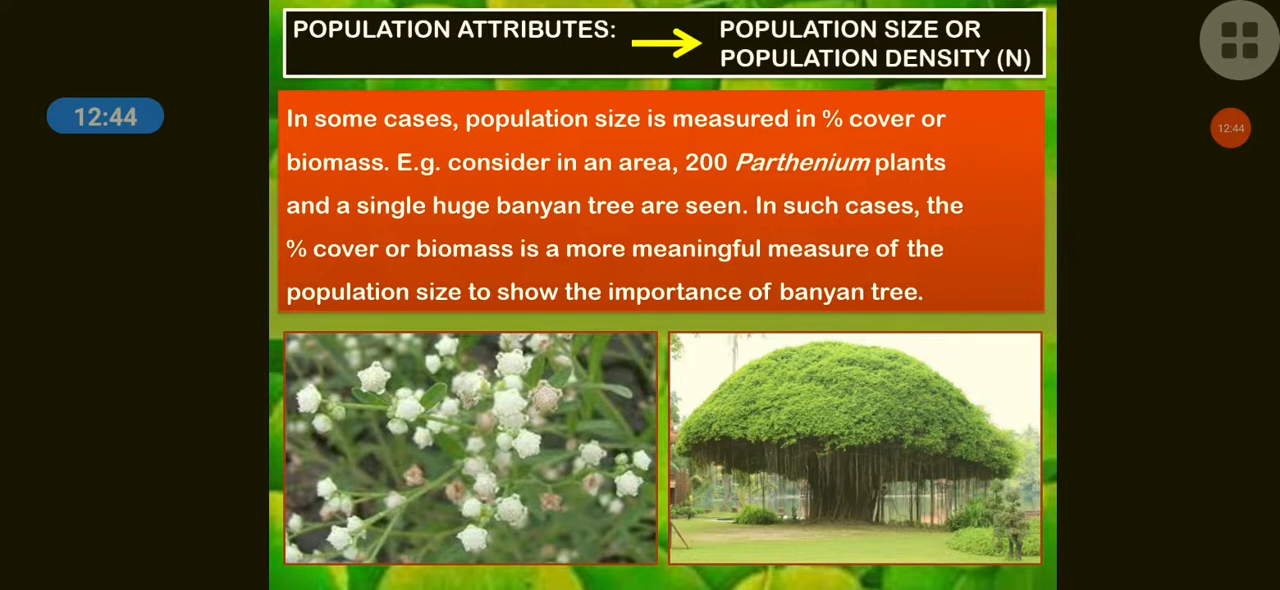 POPULATION ATTRIBUTES:
POPULATION SIZE OR
POPULATION DENSITY (N)
12:44
12:44
In some cases, population size is measured in % cover or
biomass. E.g. consider in an area, 200 Parthenium plants
and a single huge banyan tree are seen. In such cases, the
% cover or biomass is a more meaningful measure of the
population size to show the importance of banyan tree.